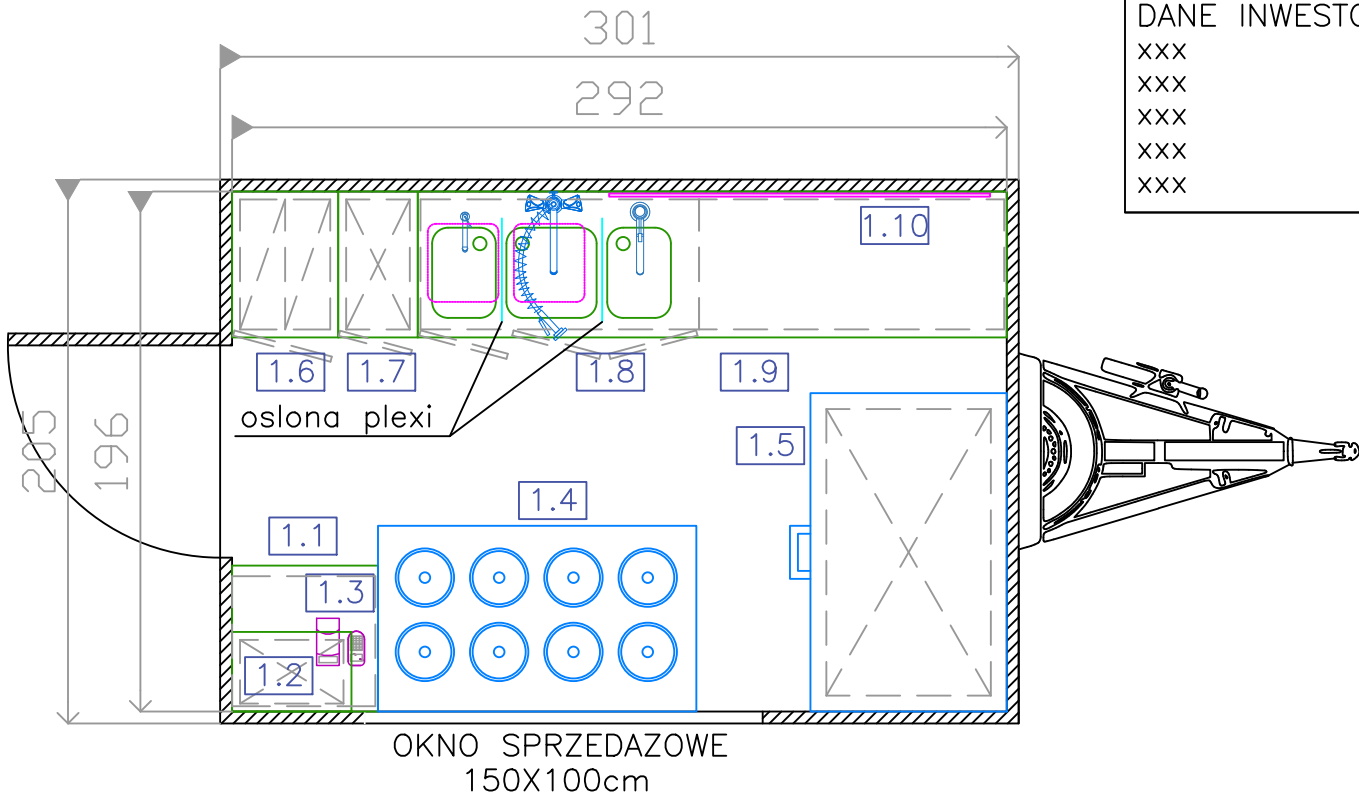 301
DANE INWESTO
xxx
292
xxx
xxx
xxx
xxx
1.10
1.6
1.7
1.8
1.9
oslona plexi
205
196
1.5
1.4
1.1
1.3
1.2
OKNO SPRZEDAZOWE
150X100cm